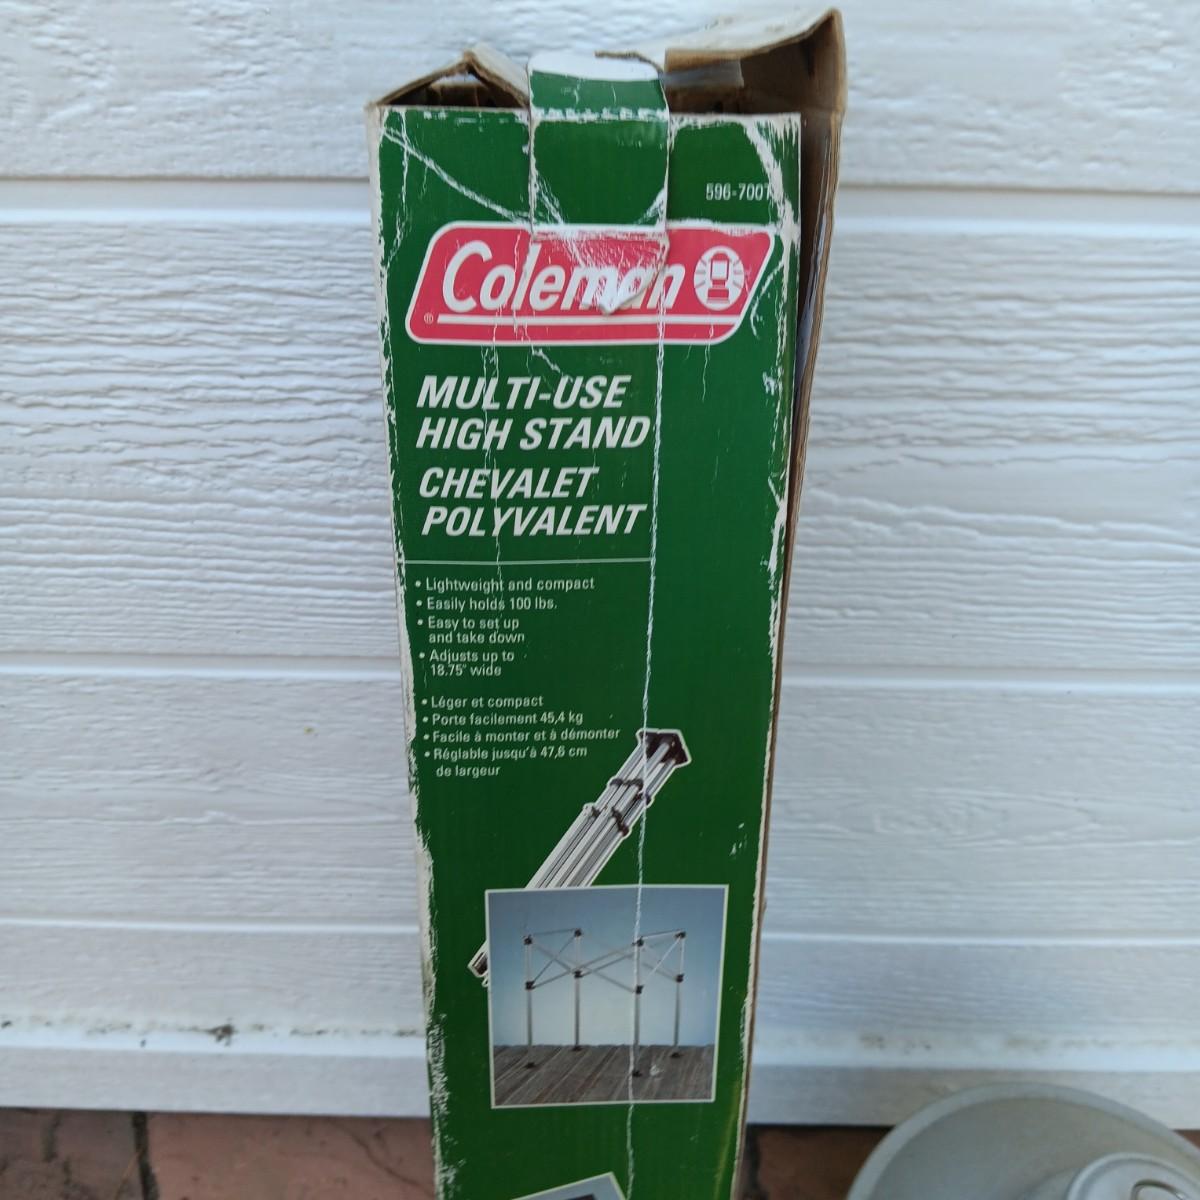 596-7007
Coleman
®
MULTI-USE
HIGH STAND
CHEVALET
POLYVALENT
• Lightweight and compact
• Easily holds 100 lbs.
• Easy to set up
and take down
• Adjusts up to
18.75" wide
• Léger et compact
• Porte facilement 45,4 kg
• Facile à monter et à démonter
• Réglable jusqu'à 47,6 cm
de largeur